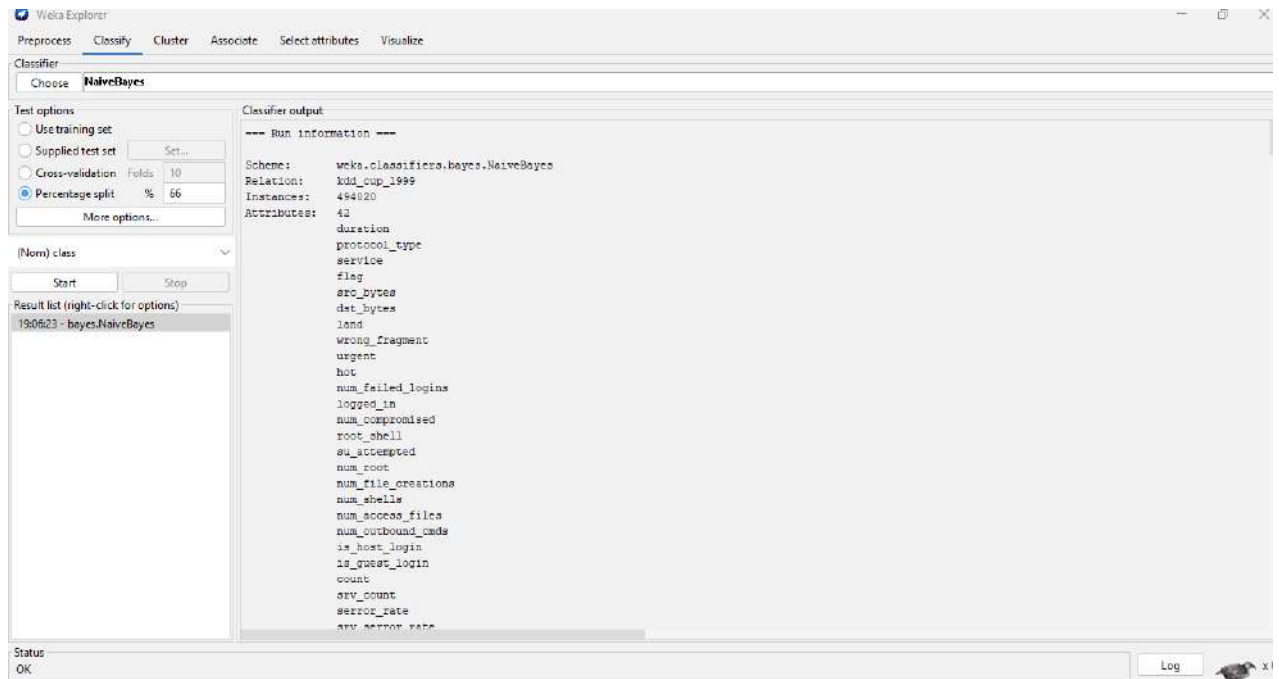 Weka Explorer
Preprocess Classify Cluster Associate Select attributes Visualize
Classifier
Choose NaiveBayes
Test options
Use training set
Supplied test set Set...
Cross-validation Folds 10
Percentage split % 66
More options...
(Nom) class
Start Stop
Result list (right-click for options)
19:06:23 - bayes.NaiveBayes
Classifier output
=== Run information ===
Scheme: weka.classifiers.bayes.NaiveBayes
Relation: kdd_cup_1999
Instances: 494020
Attributes: 42
duration
protocol_type
service
flag
src_bytes
dst_bytes
land
wrong_fragment
urgent
hot
num_failed_logins
logged_in
num_compromised
root_shell
su_attempted
num_root
num_file_creations
num_shells
num_access_files
num_outbound_cmds
is_host_login
is_guest_login
count
srv_count
serror_rate
srv_serror_rate
Status
OK
Log x